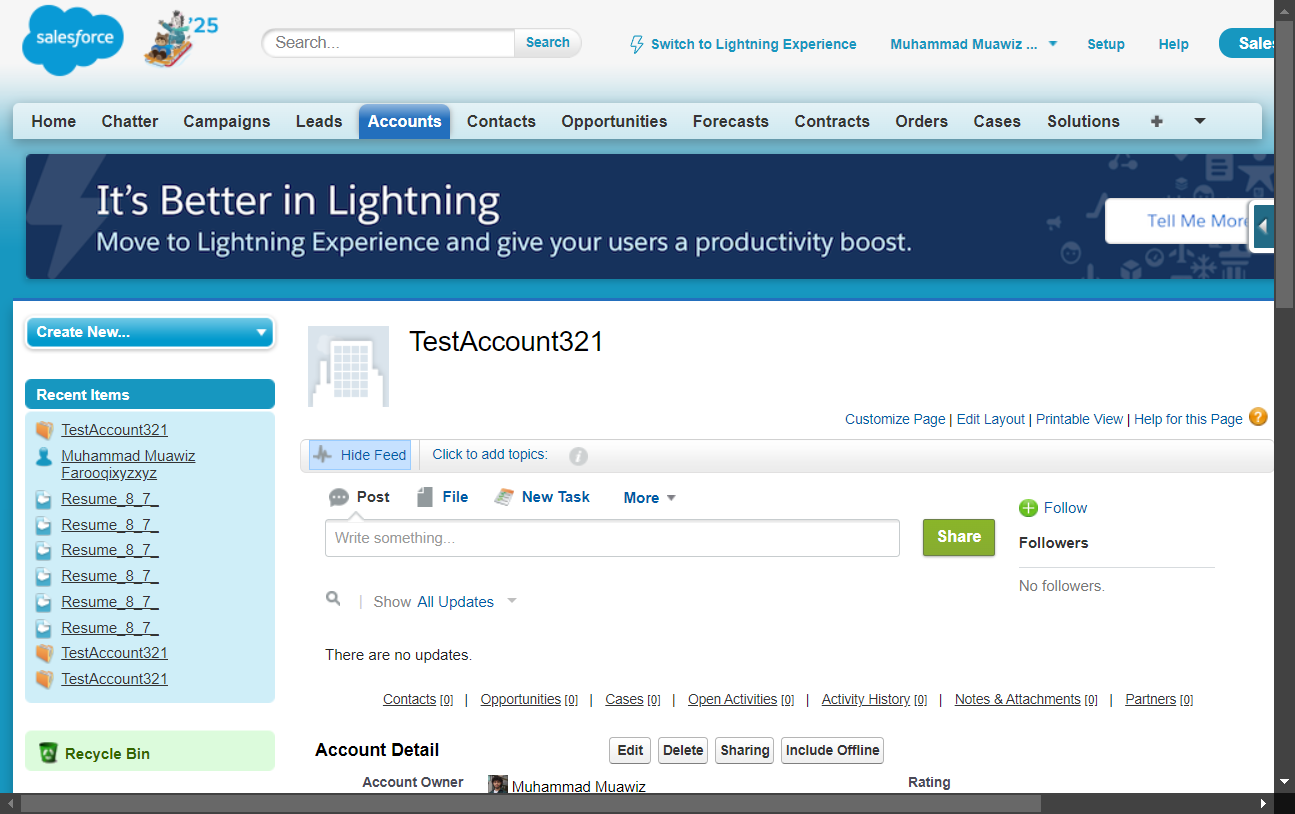 salesforce
'25
Search...
Search
Switch to Lightning Experience
Muhammad Muawiz ...
Setup
Help
Sales
Home
Chatter
Campaigns
Leads
Accounts
Contacts
Opportunities
Forecasts
Contracts
Orders
Cases
Solutions
It's Better in Lightning
Move to Lightning Experience and give your users a productivity boost.
Tell Me More
Create New...
Recent Items
TestAccount321
Muhammad Muawiz
Farooqixyzxyz
Resume_8_7_
Resume_8_7_
Resume_8_7_
Resume_8_7_
Resume_8_7_
Resume_8_7_
TestAccount321
TestAccount321
Recycle Bin
TestAccount321
Customize Page | Edit Layout | Printable View | Help for this Page
Hide Feed
Click to add topics:
Post
File
New Task
More
Write something...
Share
Follow
Followers
No followers.
Show All Updates
There are no updates.
Contacts [0] | Opportunities [0] | Cases [0] | Open Activities [0] | Activity History [0] | Notes & Attachments [0] | Partners [0]
Account Detail
Edit
Delete
Sharing
Include Offline
Account Owner
Muhammad Muawiz
Rating